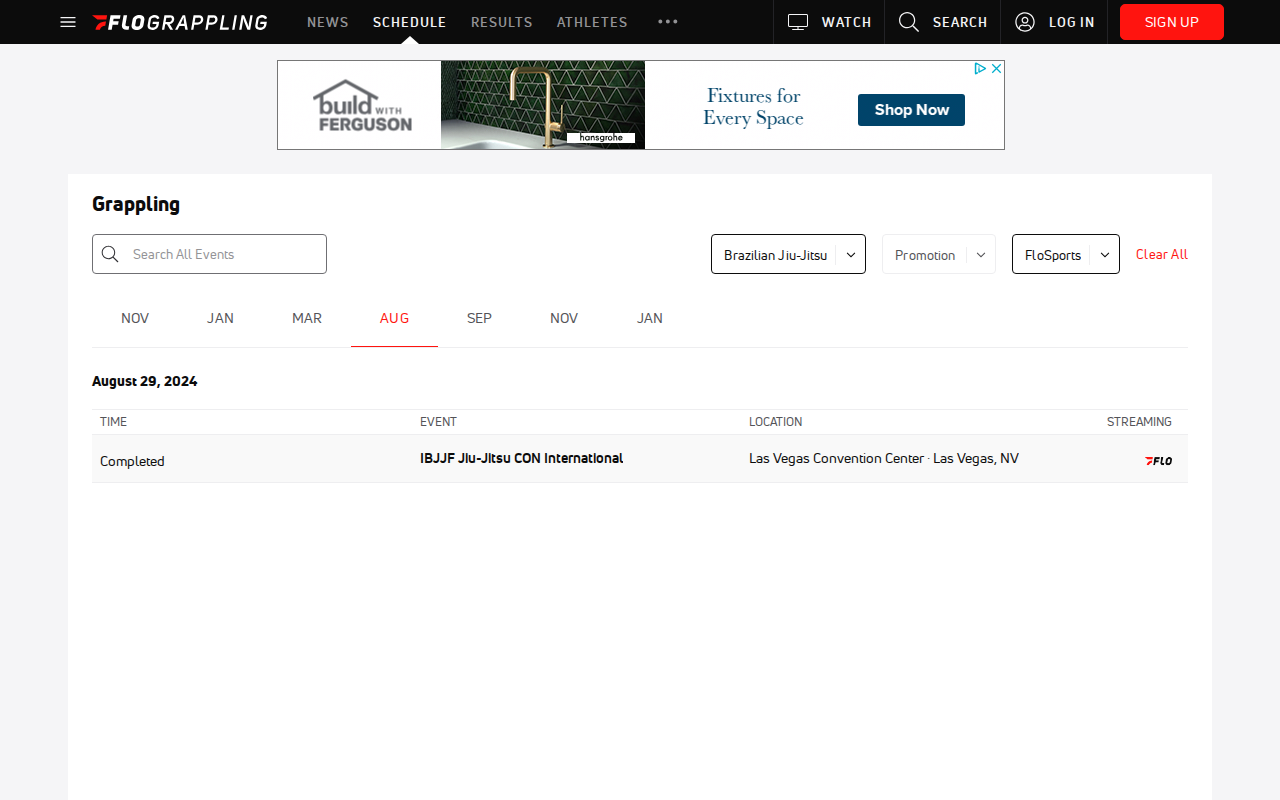 FLOGRAPPLING
NEWS
SCHEDULE
RESULTS
ATHLETES
WATCH
SEARCH
LOG IN
SIGN UP
build WITH
FERGUSON
hansgrohe
Fixtures for
Every Space
Shop Now
Grappling
Search All Events
Brazilian Jiu-Jitsu
Promotion
FloSports
Clear All
NOV
JAN
MAR
AUG
SEP
NOV
JAN
August 29, 2024
TIME
EVENT
LOCATION
STREAMING
Completed
IBJJF Jiu-Jitsu CON International
Las Vegas Convention Center · Las Vegas, NV
FLO